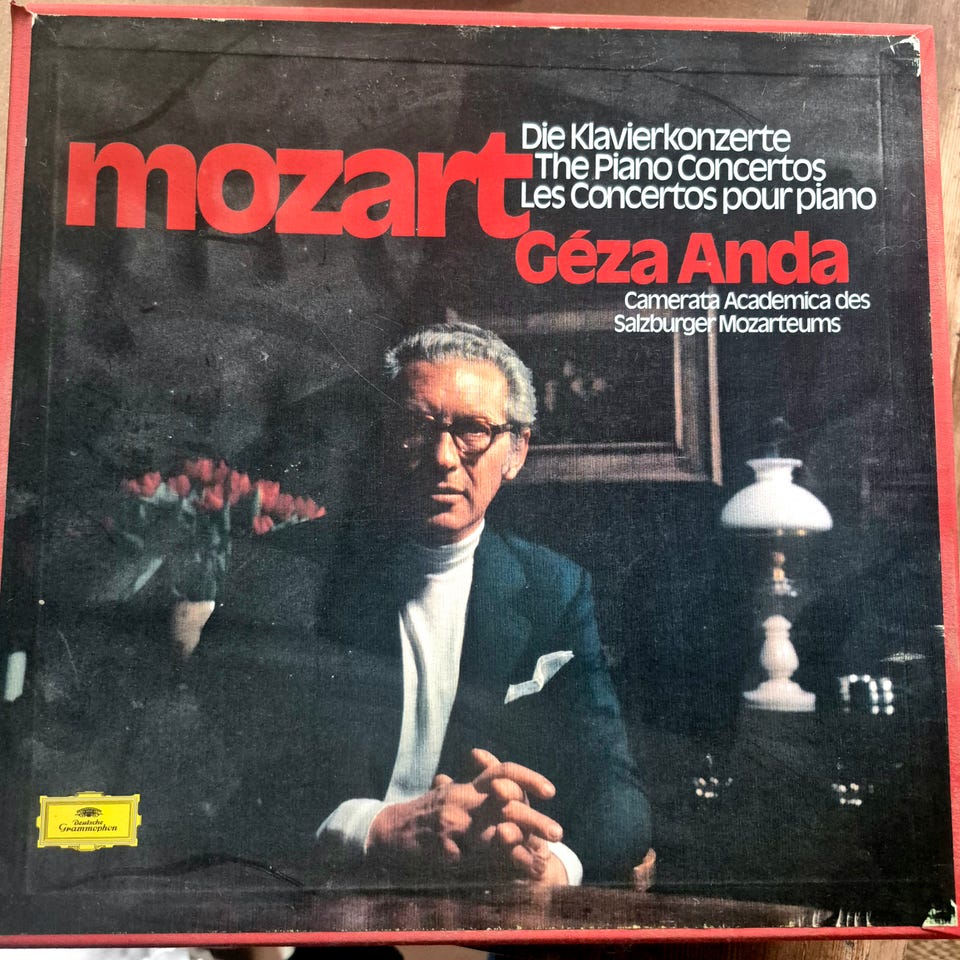 mozart
Die Klavierkonzerte
The Piano Concertos
Les Concertos pour piano
Géza Anda
Camerata Academica des
Salzburger Mozarteums
Deutsche
Grammophon